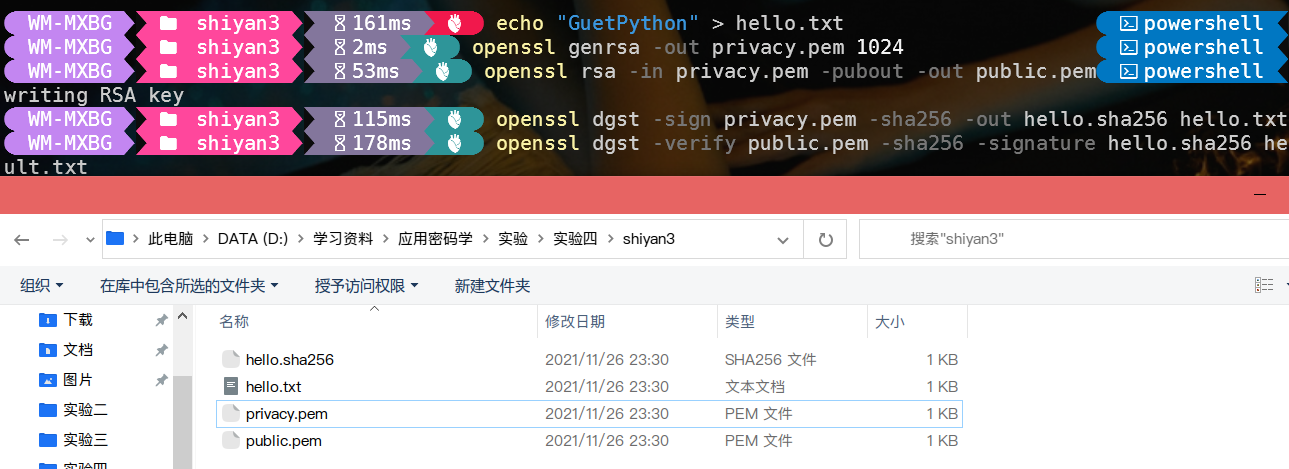 WM-MXBG shiyan3 161ms echo "GuetPython" > hello.txt powershell
WM-MXBG shiyan3 2ms openssl genrsa -out privacy.pem 1024 powershell
WM-MXBG shiyan3 53ms openssl rsa -in privacy.pem -pubout -out public.pem powershell
writing RSA key
WM-MXBG shiyan3 115ms openssl dgst -sign privacy.pem -sha256 -out hello.sha256 hello.txt
WM-MXBG shiyan3 178ms openssl dgst -verify public.pem -sha256 -signature hello.sha256 he
ult.txt
此电脑 > DATA (D:) > 学习资料 > 应用密码学 > 实验 > 实验四 > shiyan3 搜索"shiyan3"
组织 在库中包含所选的文件夹 授予访问权限 新建文件夹
下载
文档
图片
实验二
实验三
实验四
名称 修改日期 类型 大小
hello.sha256 2021/11/26 23:30 SHA256 文件 1 KB
hello.txt 2021/11/26 23:30 文本文档 1 KB
privacy.pem 2021/11/26 23:30 PEM 文件 1 KB
public.pem 2021/11/26 23:30 PEM 文件 1 KB